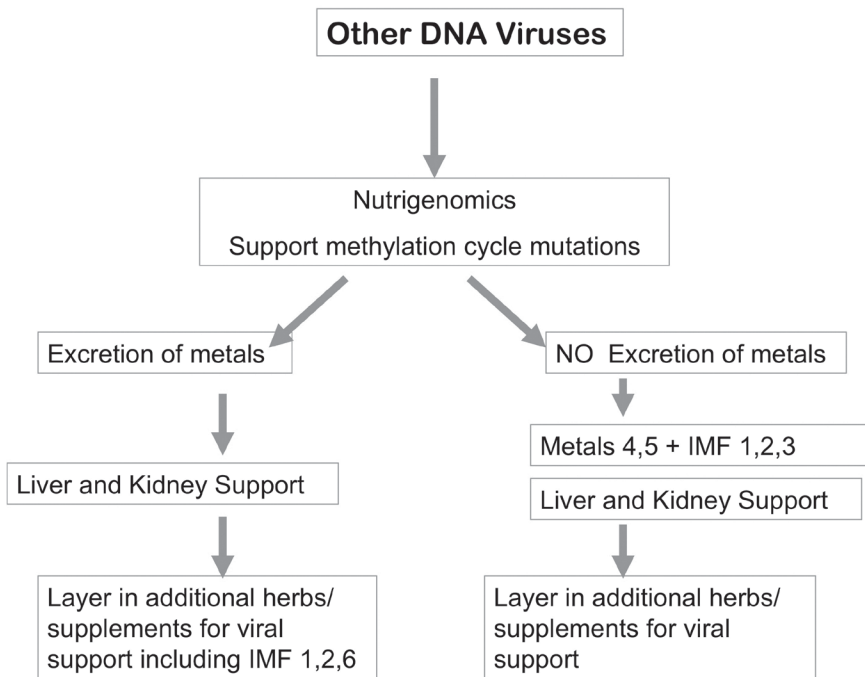 Other DNA Viruses
Nutrigenomics
Support methylation cycle mutations
Excretion of metals
NO Excretion of metals
Metals 4,5 + IMF 1,2,3
Liver and Kidney Support
Liver and Kidney Support
Layer in additional herbs/
supplements for viral
support including IMF 1,2,6
Layer in additional herbs/
supplements for viral
support